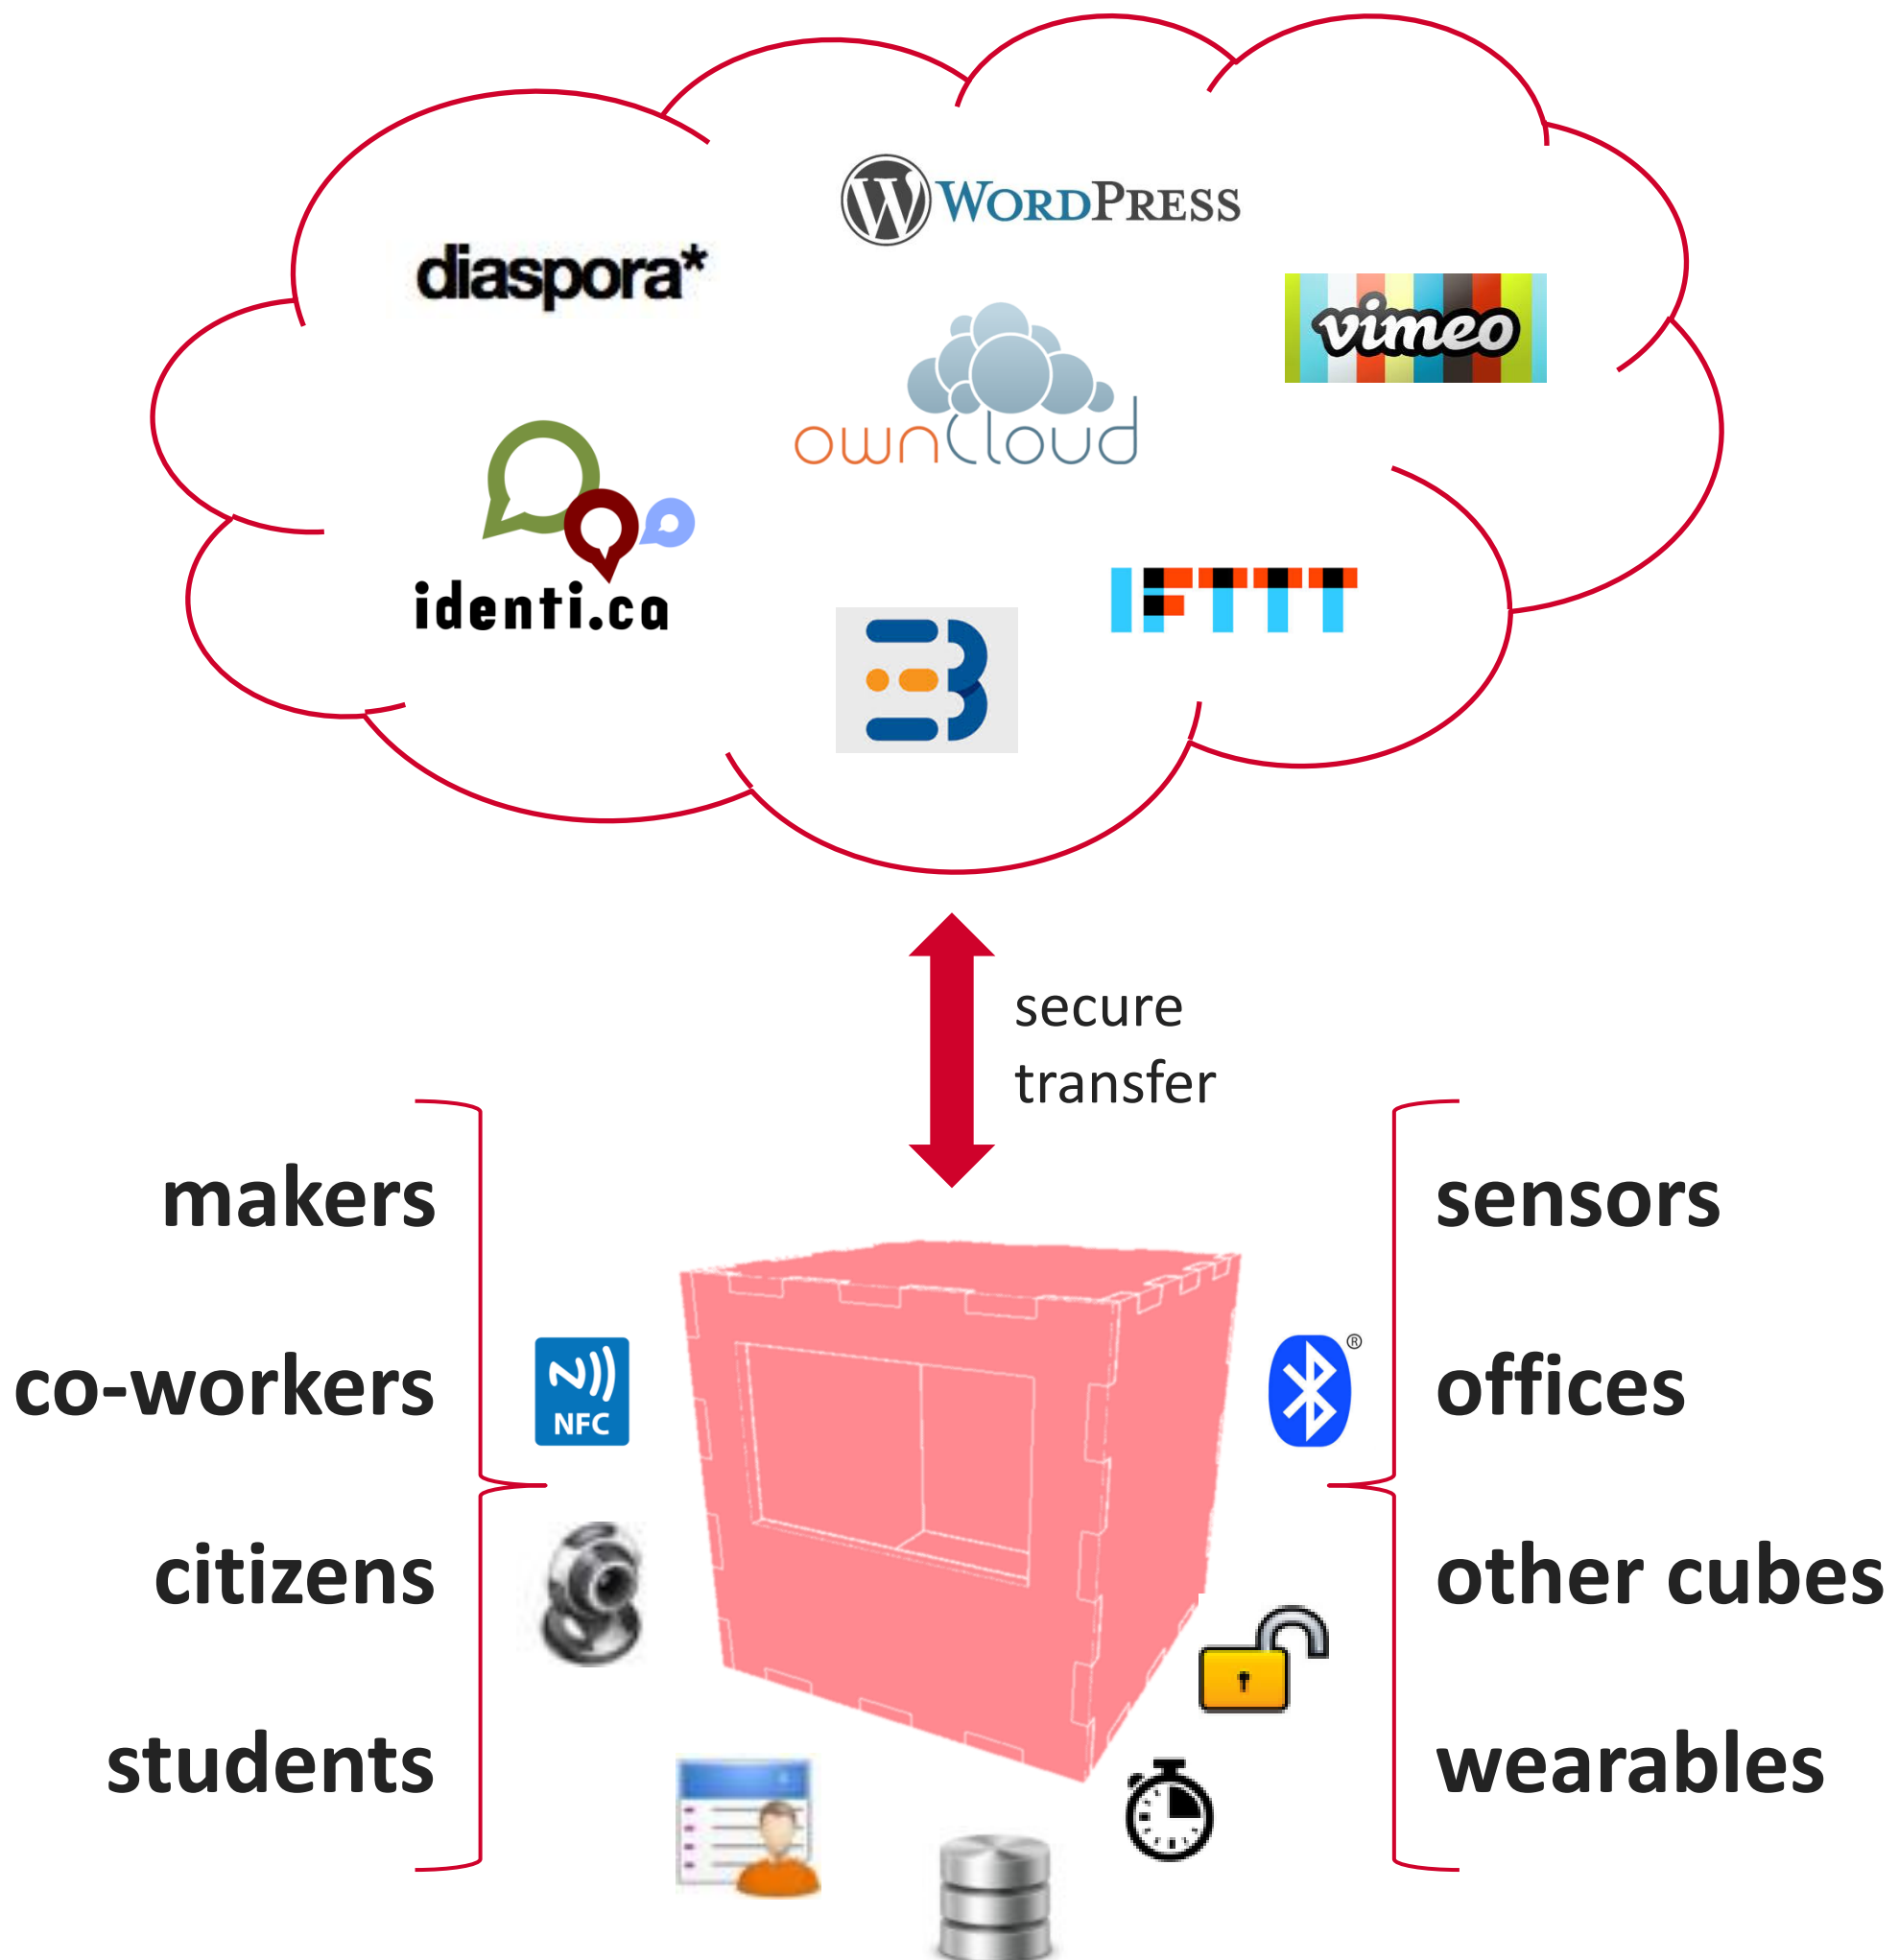 WORDPRESS
diaspora*
vimeo
ownCloud
identi.ca
IFTTT
secure
transfer
makers
sensors
co-workers
NFC
®
offices
citizens
other cubes
students
wearables